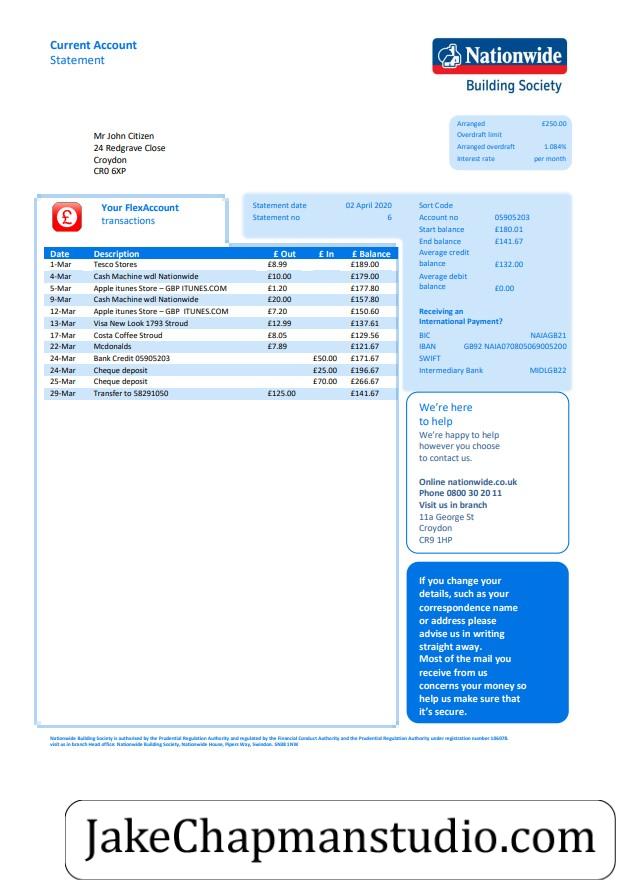 Current Account
Statement
Nationwide
Building Society
Mr John Citizen
24 Redgrave Close
Croydon
CR0 6XP
Arranged £250.00
Overdraft limit
Arranged overdraft 1.084%
Interest rate per month
Your FlexAccount
transactions
Statement date 02 April 2020
Statement no 6
Sort Code
Account no 05905203
Start balance £180.01
End balance £141.67
Average credit
balance £132.00
Average debit
balance £0.00
Receiving an
International Payment?
BIC NAIAGB21
IBAN GB92 NAIA070805069005200
SWIFT
Intermediary Bank MIDLGB22
Date Description £ Out £ In £ Balance
1-Mar Tesco Stores £8.99 £189.00
4-Mar Cash Machine wdl Nationwide £10.00 £179.00
5-Mar Apple itunes Store – GBP ITUNES.COM £1.20 £177.80
9-Mar Cash Machine wdl Nationwide £20.00 £157.80
12-Mar Apple itunes Store – GBP ITUNES.COM £7.20 £150.60
13-Mar Visa New Look 1793 Stroud £12.99 £137.61
17-Mar Costa Coffee Stroud £8.05 £129.56
22-Mar Mcdonalds £7.89 £121.67
24-Mar Bank Credit 05905203 £50.00 £171.67
24-Mar Cheque deposit £25.00 £196.67
25-Mar Cheque deposit £70.00 £266.67
29-Mar Transfer to 58291050 £125.00 £141.67
We're here
to help
We're happy to help
however you choose
to contact us.
Online nationwide.co.uk
Phone 0800 30 20 11
Visit us in branch
11a George St
Croydon
CR9 1HP
If you change your
details, such as your
correspondence name
or address please
advise us in writing
straight away.
Most of the mail you
receive from us
concerns your money so
help us make sure that
it's secure.
Nationwide Building Society is authorised by the Prudential Regulation Authority and regulated by the Financial Conduct Authority and the Prudential Regulation Authority under registration number 106078.
visit us in branch Head office: Nationwide Building Society, Nationwide House, Pipers Way, Swindon. SN38 1NW
JakeChapmanstudio.com